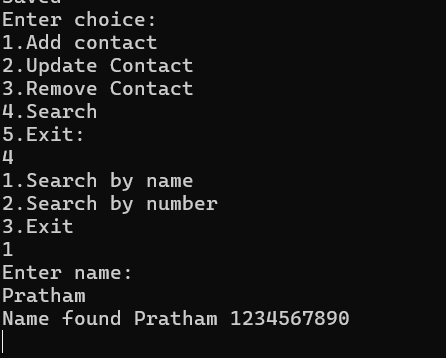 Saved
Enter choice:
1.Add contact
2.Update Contact
3.Remove Contact
4.Search
5.Exit:
4
1.Search by name
2.Search by number
3.Exit
1
Enter name:
Pratham
Name found Pratham 1234567890